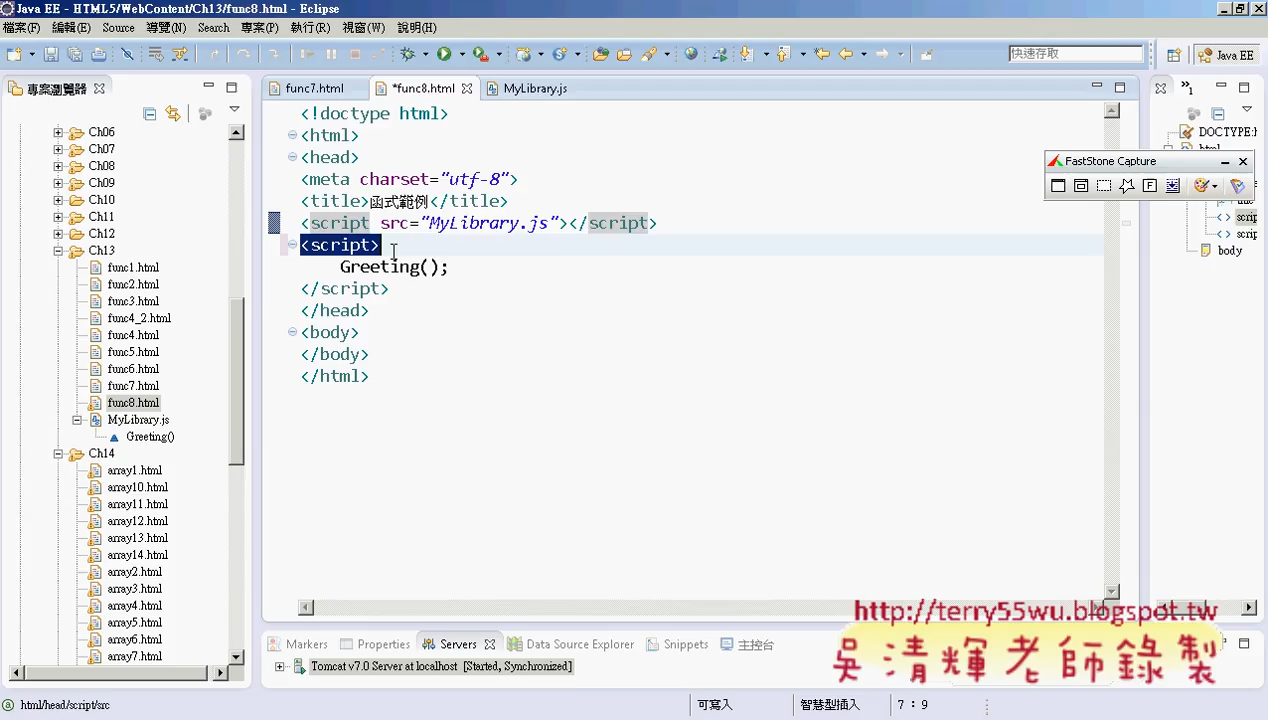 Java EE - HTML5/WebContent/Ch13/func8.html - Eclipse
檔案(F) 編輯(E) Source 導覽(N) Search 專案(P) 執行(R) 視窗(W) 說明(H)
快速存取
Java EE
專案瀏覽器
Ch06
Ch07
Ch08
Ch09
Ch10
Ch11
Ch12
Ch13
func1.html
func2.html
func3.html
func4_2.html
func4.html
func5.html
func6.html
func7.html
func8.html
MyLibrary.js
Greeting()
Ch14
array1.html
array10.html
array11.html
array12.html
array13.html
array14.html
array2.html
array3.html
array4.html
array5.html
array6.html
array7.html
func7.html *func8.html MyLibrary.js
<!doctype html>
<html>
<head>
<meta charset="utf-8">
<title>函式範例</title>
<script src="MyLibrary.js"></script>
<script>
Greeting();
</script>
</head>
<body>
</body>
</html>
1
DOCTYPE:h
FastStone Capture
scrip
scrip
body
Marker Properties Servers Data Source Explorer Snippets 主控台
Tomcat v7.0 Server at localhost [Started, Synchronized]
http://terry55wu.blogspot.tw
吳清輝老師錄製
html/head/script/src
可寫入
智慧型插入
7 : 9